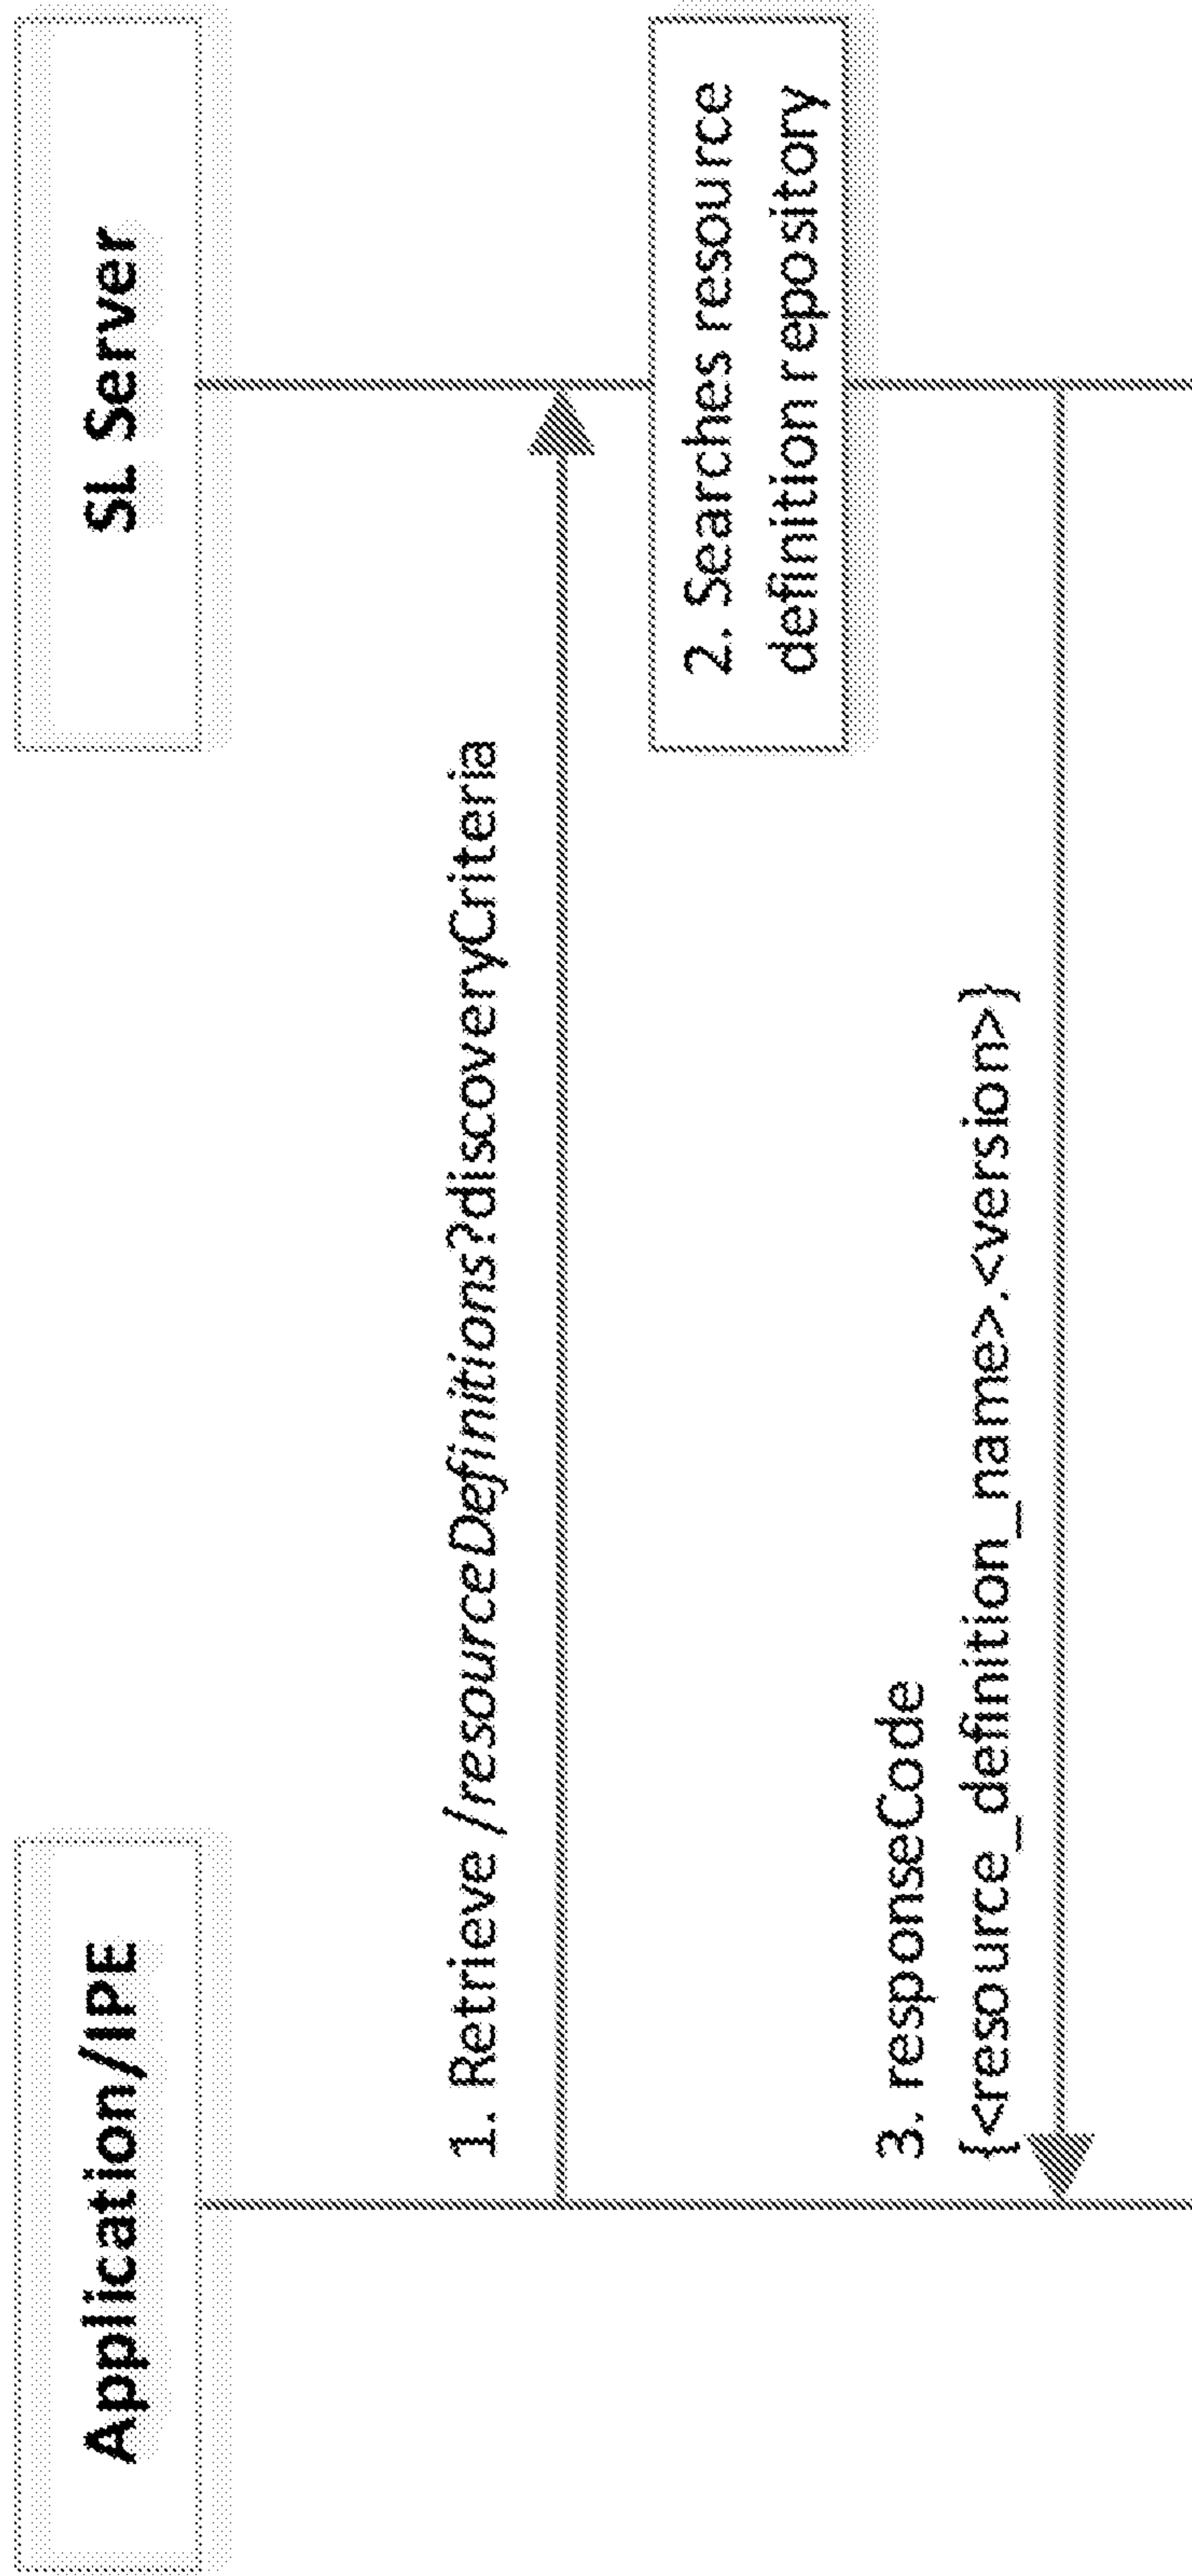 Application/IPE
SL Server
1. Retrieve /resourceDefinitions?discoveryCriteria
2. Searches resource
definition repository
3. responseCode
{<resource_definition_name>.<version>}